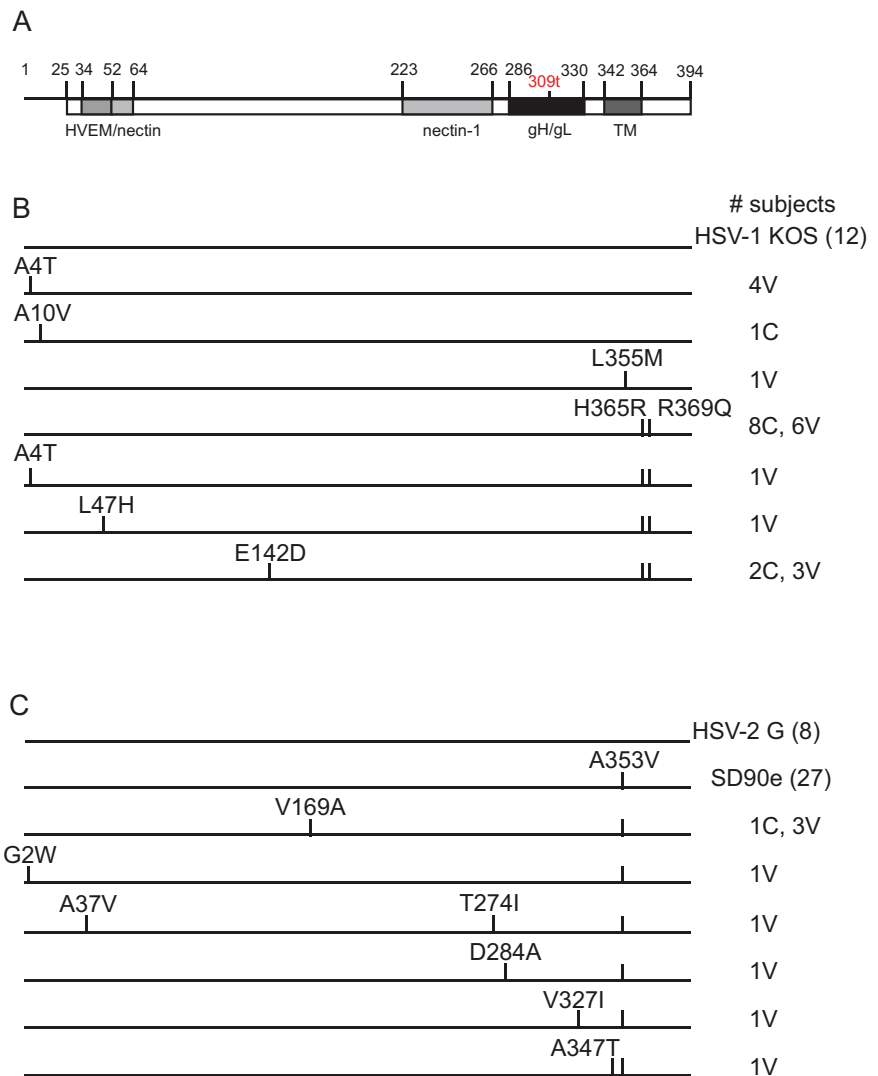 A
1 25 34 52 64 223 266 286 330 342 364 394
309t
HVEM/nectin nectin-1 gH/gL TM
B
# subjects
HSV-1 KOS (12)
A4T
4V
A10V
1C
L355M
1V
H365R R369Q
8C, 6V
A4T
1V
L47H
1V
E142D
2C, 3V
C
HSV-2 G (8)
A353V
SD90e (27)
V169A
1C, 3V
G2W
1V
A37V T274I
1V
D284A
1V
V327I
1V
A347T
1V